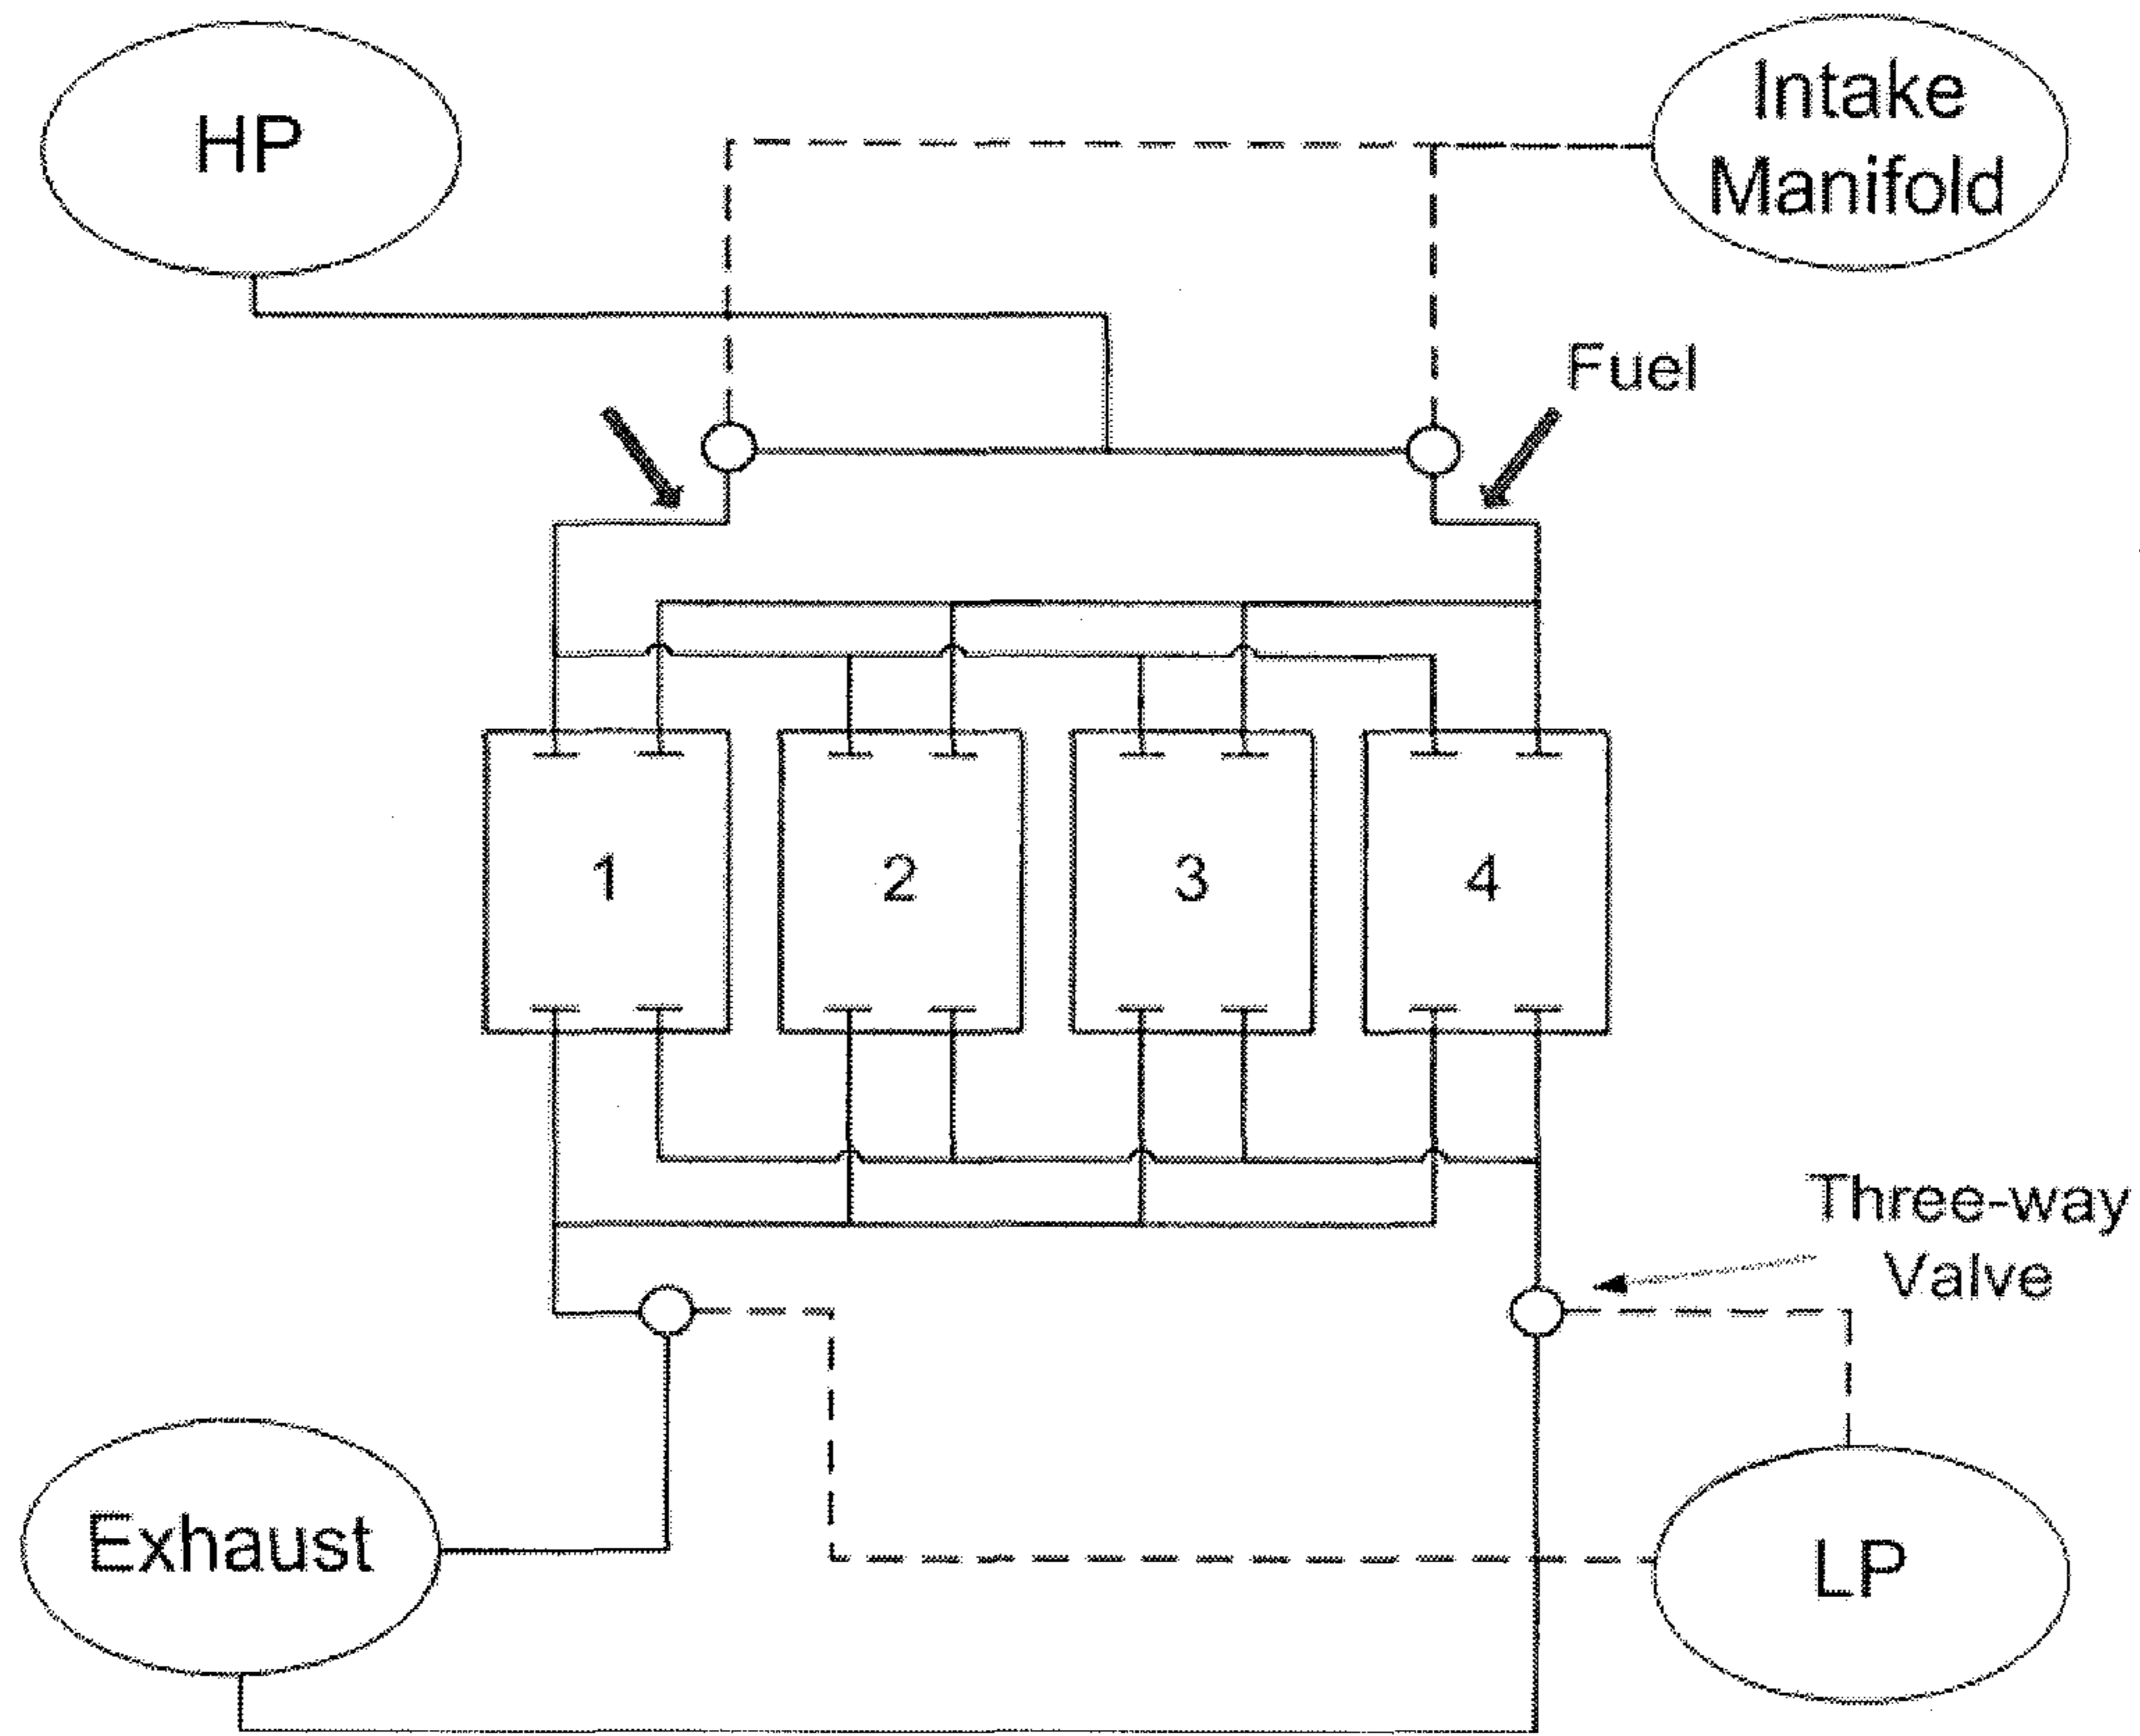 HP
Intake
Manifold
Fuel
1
2
3
4
Three-way
Valve
Exhaust
LP